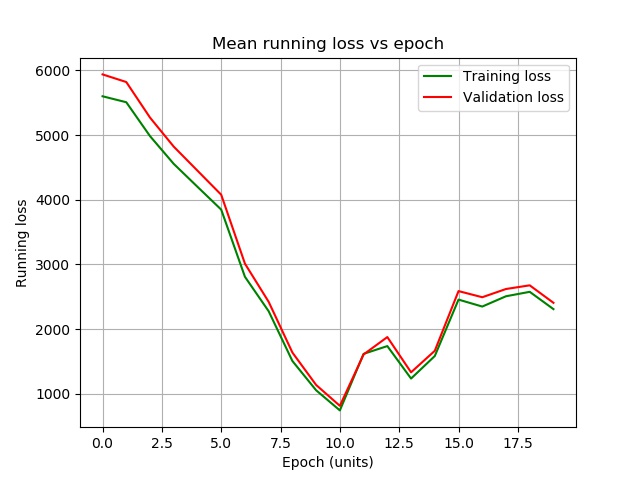 Mean running loss vs epoch
Training loss
Validation loss
6000
5000
4000
3000
2000
1000
Running loss
0.0 2.5 5.0 7.5 10.0 12.5 15.0 17.5
Epoch (units)